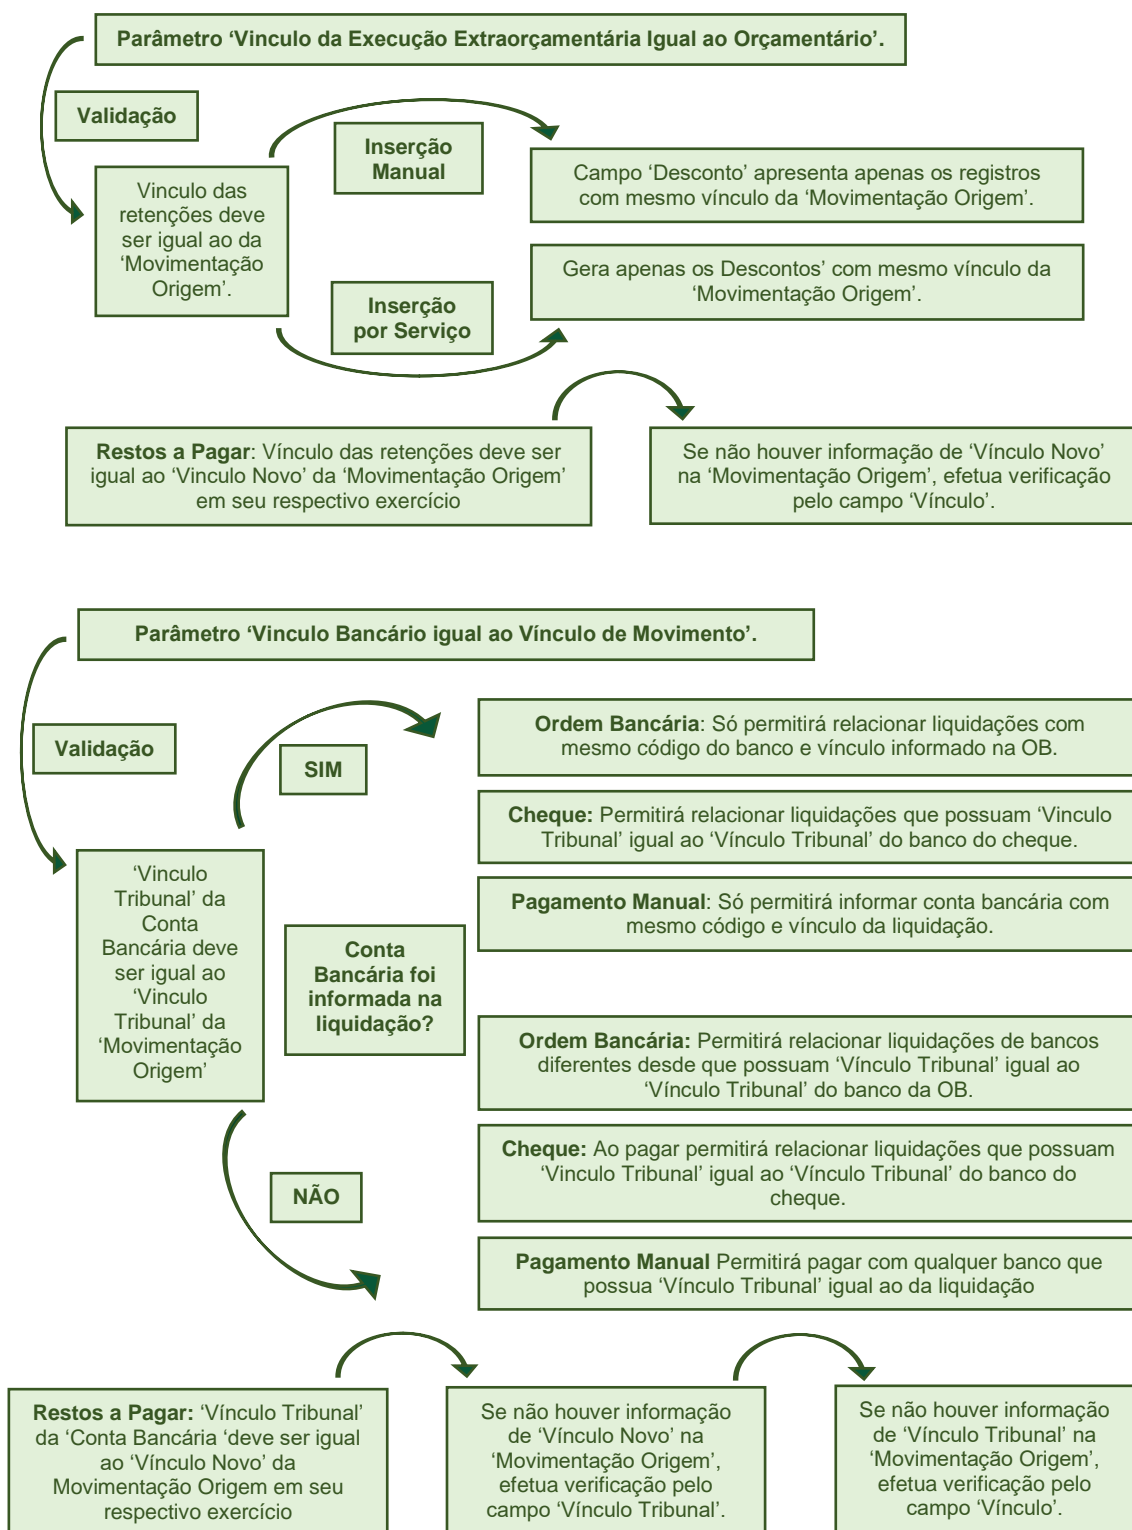 Parâmetro ‘Vinculo da Execução Extraorçamentária Igual ao Orçamentário’.
Validação
Vinculo das
retenções deve
ser igual ao da
‘Movimentação
Origem’.
Inserção
Manual
Campo ‘Desconto’ apresenta apenas os registros
com mesmo vínculo da ‘Movimentação Origem’.
Inserção
por Serviço
Gera apenas os Descontos’ com mesmo vínculo da
‘Movimentação Origem’.
Restos a Pagar: Vínculo das retenções deve ser
igual ao ‘Vinculo Novo’ da ‘Movimentação Origem’
em seu respectivo exercício
Se não houver informação de ‘Vínculo Novo’
na ‘Movimentação Origem’, efetua verificação
pelo campo ‘Vínculo’.
Parâmetro ‘Vinculo Bancário igual ao Vínculo de Movimento’.
Validação
‘Vinculo
Tribunal’ da
Conta
Bancária deve
ser igual ao
‘Vinculo
Tribunal’ da
‘Movimentação
Origem’
SIM
Conta
Bancária foi
informada na
liquidação?
NÃO
Ordem Bancária: Só permitirá relacionar liquidações com
mesmo código do banco e vínculo informado na OB.
Cheque: Permitirá relacionar liquidações que possuam ‘Vinculo
Tribunal’ igual ao ‘Vínculo Tribunal’ do banco do cheque.
Pagamento Manual: Só permitirá informar conta bancária com
mesmo código e vínculo da liquidação.
Ordem Bancária: Permitirá relacionar liquidações de bancos
diferentes desde que possuam ‘Vínculo Tribunal’ igual ao
‘Vínculo Tribunal’ do banco da OB.
Cheque: Ao pagar permitirá relacionar liquidações que possuam
‘Vinculo Tribunal’ igual ao ‘Vínculo Tribunal’ do banco do
cheque.
Pagamento Manual Permitirá pagar com qualquer banco que
possua ‘Vínculo Tribunal’ igual ao da liquidação
Restos a Pagar: ‘Vínculo Tribunal’
da ‘Conta Bancária ‘deve ser igual
ao ‘Vínculo Novo’ da
Movimentação Origem em seu
respectivo exercício
Se não houver informação
de ‘Vínculo Novo’ na
‘Movimentação Origem’,
efetua verificação pelo
campo ‘Vínculo Tribunal’.
Se não houver informação
de ‘Vínculo Tribunal’ na
‘Movimentação Origem’,
efetua verificação pelo
campo ‘Vínculo’.